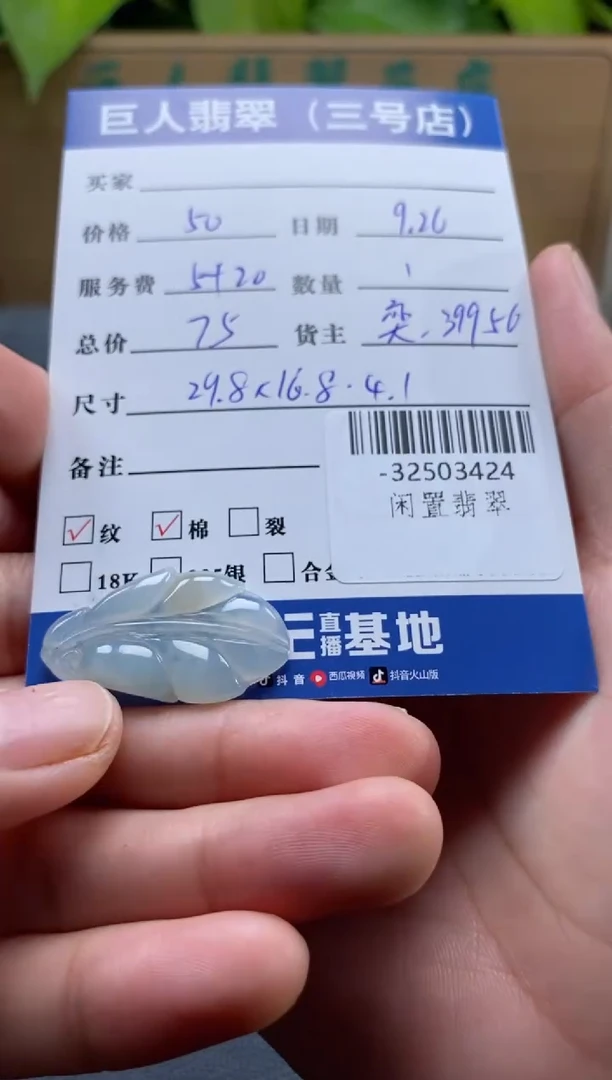 巨人翡翠（三号店）
买家
价格 50 日期 9.26
服务费 5+20 数量 1
总价 75 货主 奕.39956
尺寸 29.8×16.8·4.1
备注
-32503424
闲置翡翠
纹 棉 裂
银
直播基地
抖音 西瓜视频 抖音火山版